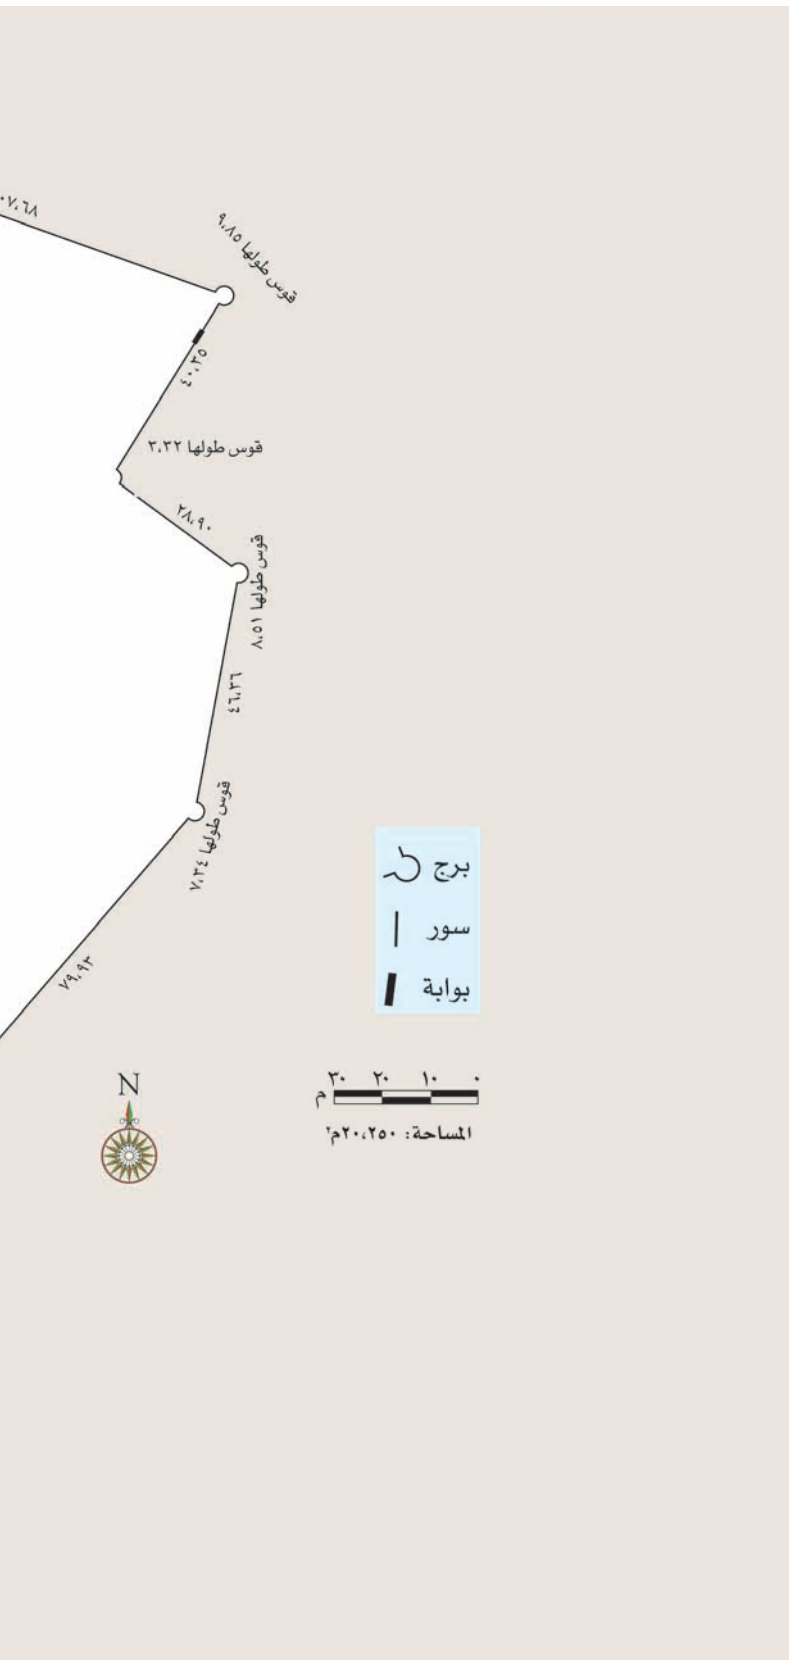 ٠٧،٦٨
قوس طولها ٩،٨٥
٤٠،٣٥
قوس طولها ٣،٣٢
٢٨،٩٠
قوس طولها ٨،٥١
٤٦،٣٦
قوس طولها ٧،٣٤
٧٩،٩٣
برج
سور
بوابة
N
٣٠ ٢٠ ١٠ ٠
م
المساحة: ٢٠،٢٥٠م٢